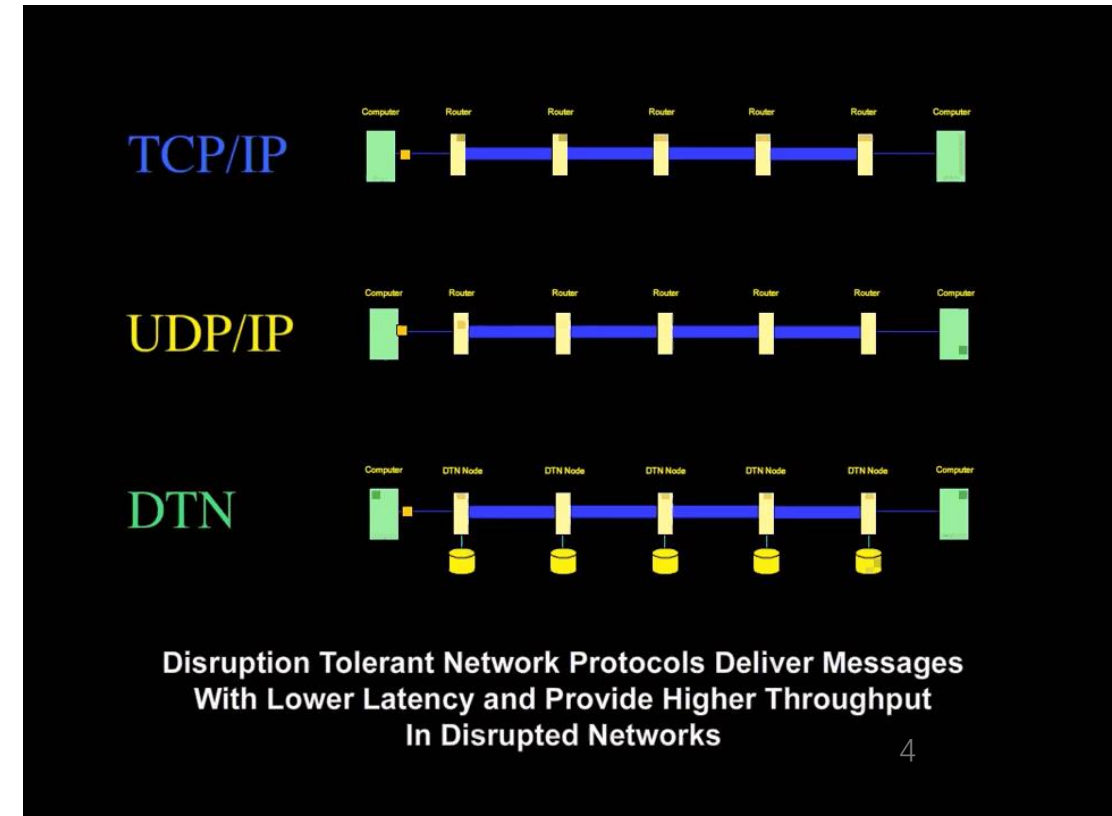 Computer Router Router Router Router Router Computer
TCP/IP
Computer Router Router Router Router Router Computer
UDP/IP
Computer DTN Node DTN Node DTN Node DTN Node DTN Node Computer
DTN
Disruption Tolerant Network Protocols Deliver Messages
With Lower Latency and Provide Higher Throughput
In Disrupted Networks
4